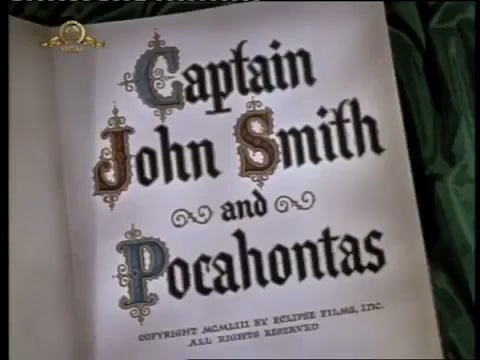 Captain
John Smith
and
Pocahontas
COPYRIGHT MCMLIII BY ECLIPSE FILMS, INC.
ALL RIGHTS RESERVED